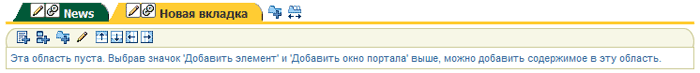 News Новая вкладка
Эта область пуста. Выбрав значок 'Добавить элемент' и 'Добавить окно портала' выше, можно добавить содержимое в эту область.